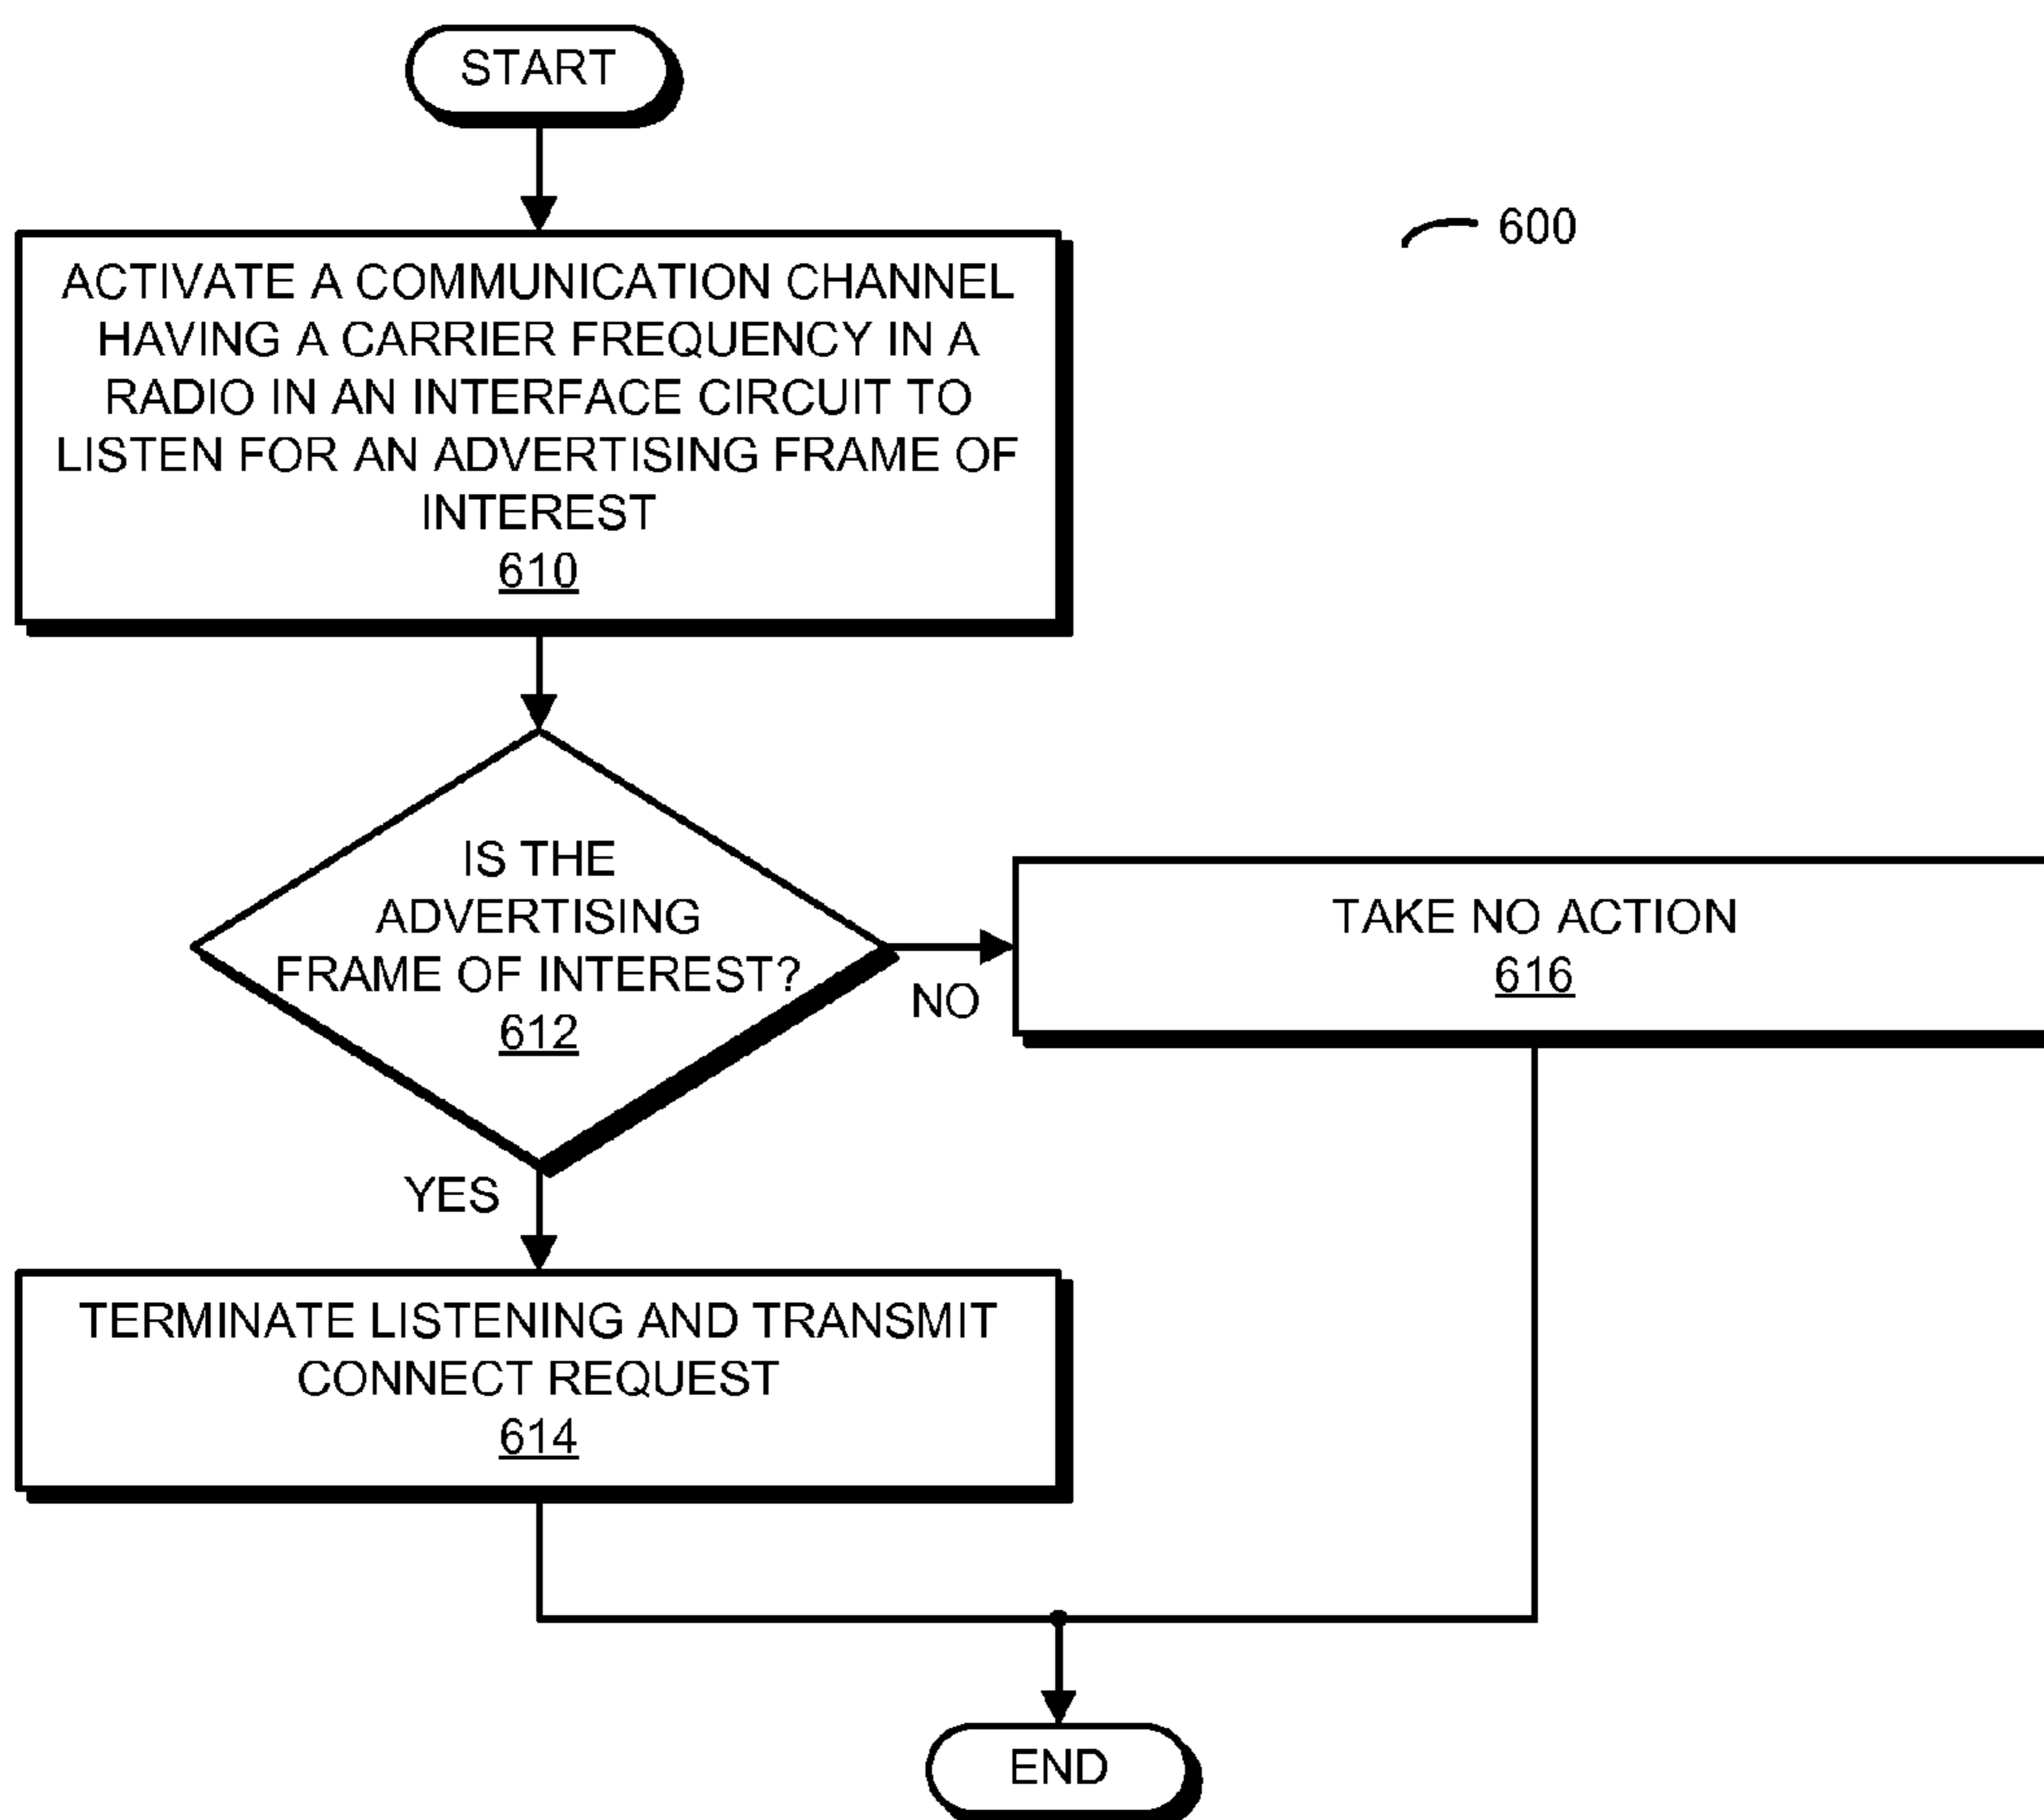 START
600
ACTIVATE A COMMUNICATION CHANNEL
HAVING A CARRIER FREQUENCY IN A
RADIO IN AN INTERFACE CIRCUIT TO
LISTEN FOR AN ADVERTISING FRAME OF
INTEREST
610
IS THE
ADVERTISING
FRAME OF INTEREST?
612
NO
TAKE NO ACTION
616
YES
TERMINATE LISTENING AND TRANSMIT
CONNECT REQUEST
614
END